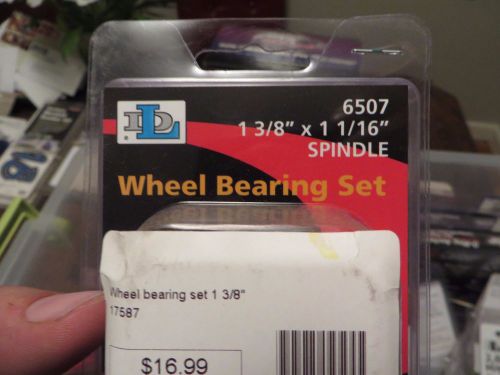 6507
1 3/8" x 1 1/16"
SPINDLE
DL
®
Wheel Bearing Set
Wheel bearing set 1 3/8"
17587
$16.99